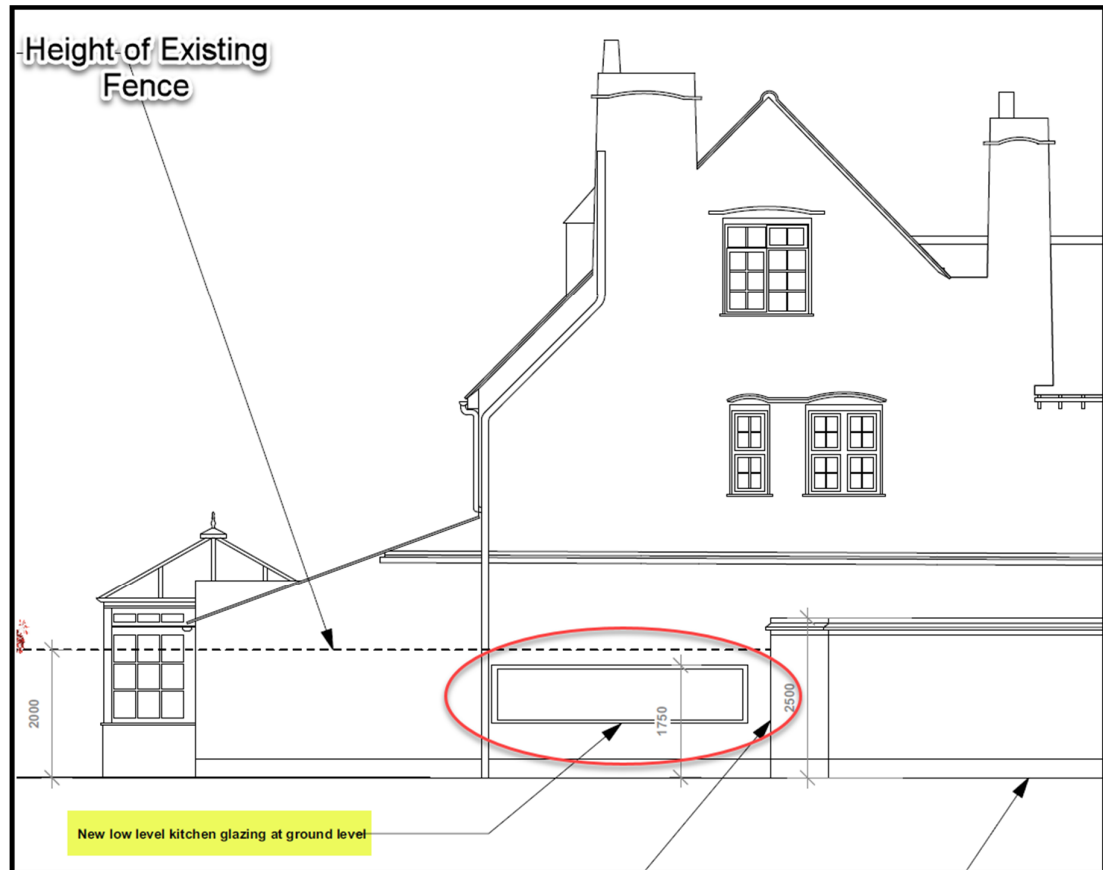 Height of Existing
Fence
2000
1750
2500
New low level kitchen glazing at ground level